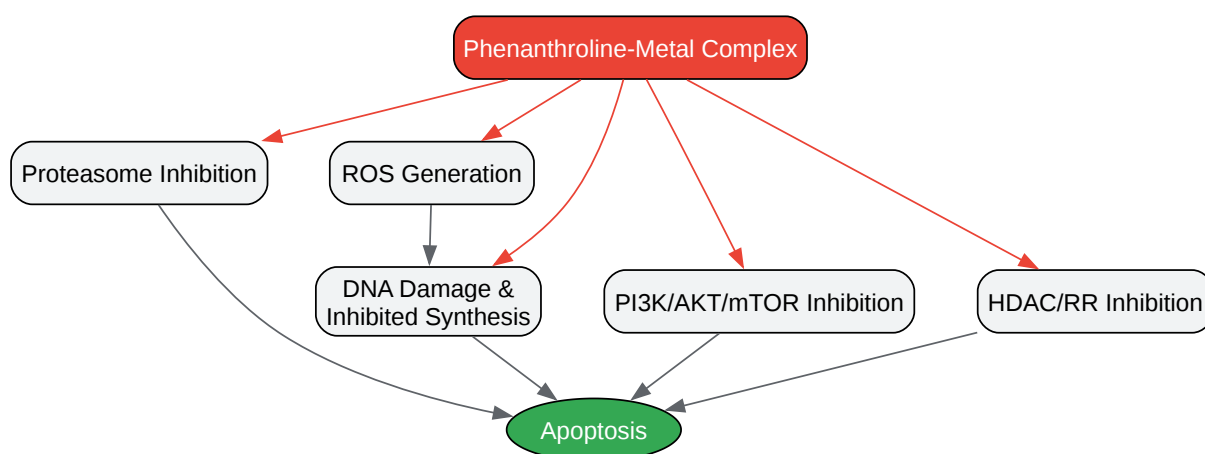 Phenanthroline-Metal Complex
Proteasome Inhibition
ROS Generation
DNA Damage &
Inhibited Synthesis
PI3K/AKT/mTOR Inhibition
HDAC/RR Inhibition
Apoptosis